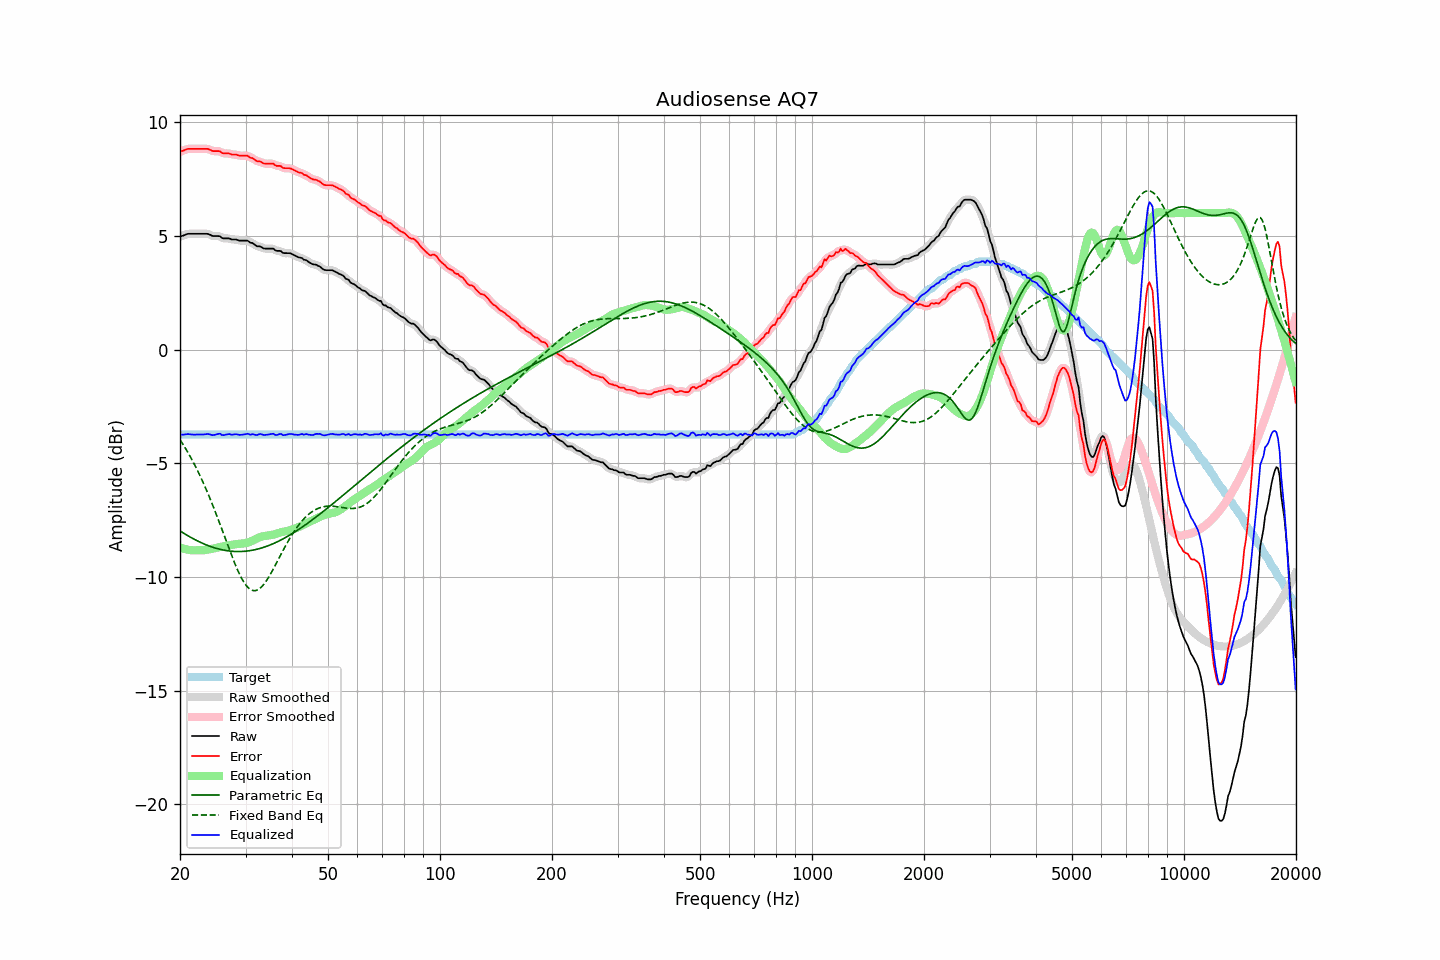 Audiosense AQ7
10
5
0
−5
−10
−15
−20
Amplitude (dBr)
Target
Raw Smoothed
Error Smoothed
Raw
Error
Equalization
Parametric Eq
Fixed Band Eq
Equalized
20 50 100 200 500 1000 2000 5000 10000 20000
Frequency (Hz)